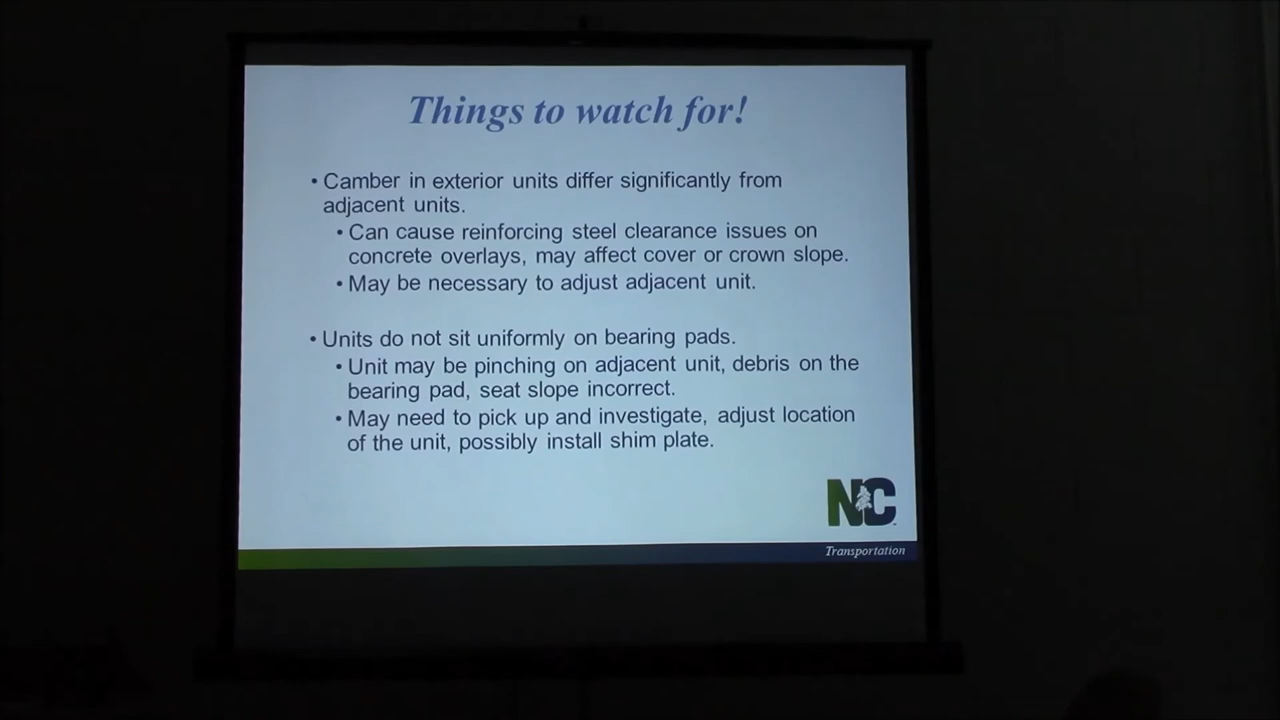 Things to watch for!
• Camber in exterior units differ significantly from
adjacent units.
• Can cause reinforcing steel clearance issues on
concrete overlays, may affect cover or crown slope.
• May be necessary to adjust adjacent unit.
• Units do not sit uniformly on bearing pads.
• Unit may be pinching on adjacent unit, debris on the
bearing pad, seat slope incorrect.
• May need to pick up and investigate, adjust location
of the unit, possibly install shim plate.
NC
Transportation